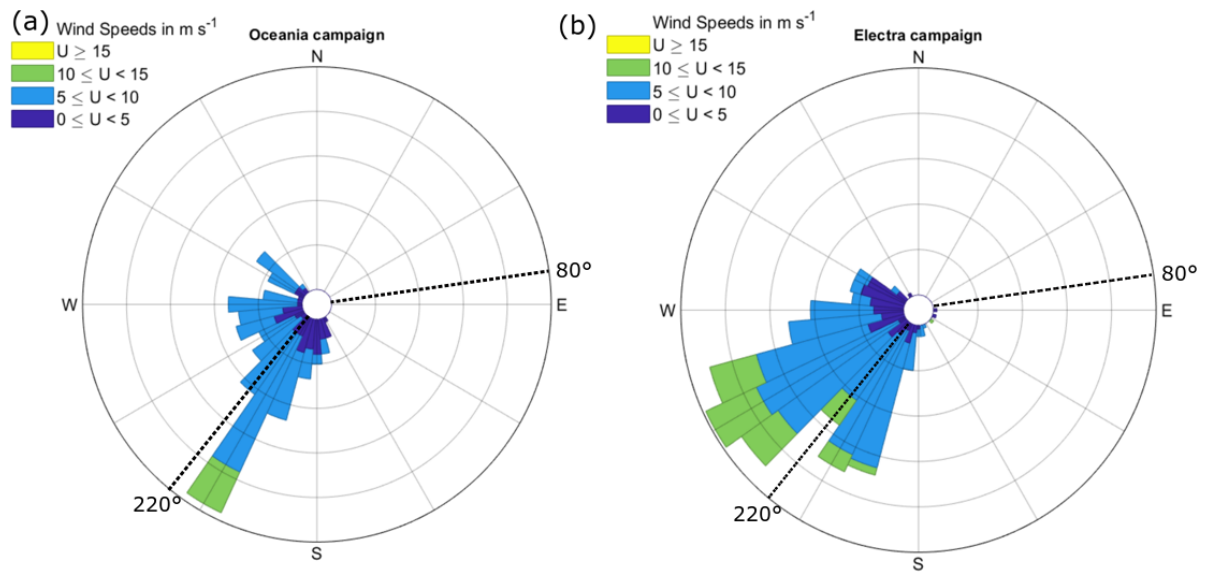 (a)
Wind Speeds in m s⁻¹
U ≥ 15
10 ≤ U < 15
5 ≤ U < 10
0 ≤ U < 5
Oceania campaign
N
80°
W
E
220°
S
(b)
Wind Speeds in m s⁻¹
U ≥ 15
10 ≤ U < 15
5 ≤ U < 10
0 ≤ U < 5
Electra campaign
N
80°
W
E
220°
S